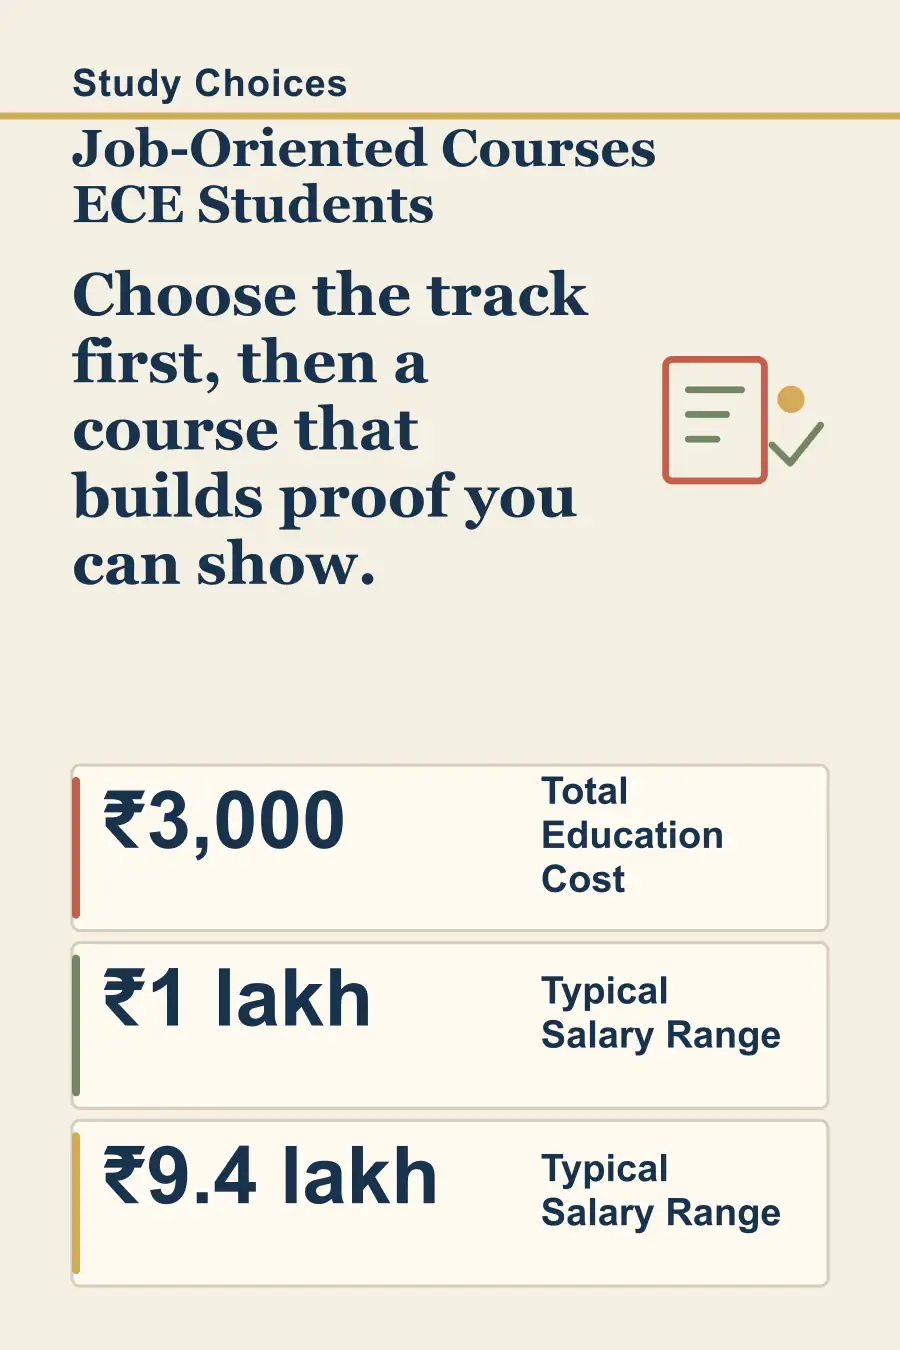 Study Choices
Job-Oriented Courses
ECE Students
Choose the track
first, then a
course that
builds proof you
can show.
₹3,000
Total
Education
Cost
₹1 lakh
Typical
Salary Range
₹9.4 lakh
Typical
Salary Range